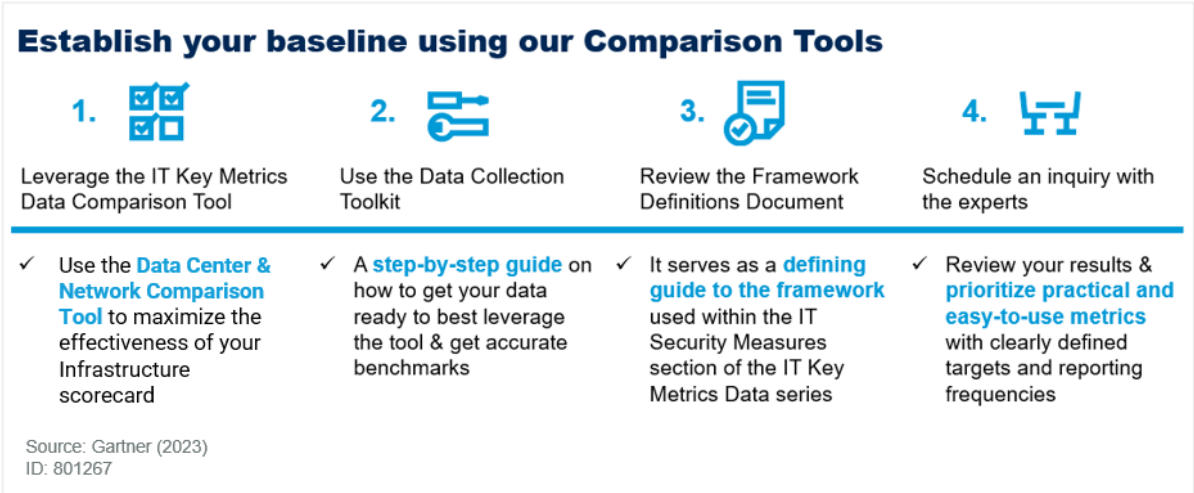 Establish your baseline using our Comparison Tools
1.
Leverage the IT Key Metrics
Data Comparison Tool
2.
Use the Data Collection
Toolkit
3.
Review the Framework
Definitions Document
4.
Schedule an inquiry with
the experts
✓ Use the Data Center &
Network Comparison
Tool to maximize the
effectiveness of your
Infrastructure
scorecard
✓ A step-by-step guide on
how to get your data
ready to best leverage
the tool & get accurate
benchmarks
✓ It serves as a defining
guide to the framework
used within the IT
Security Measures
section of the IT Key
Metrics Data series
✓ Review your results &
prioritize practical and
easy-to-use metrics
with clearly defined
targets and reporting
frequencies
Source: Gartner (2023)
ID: 801267